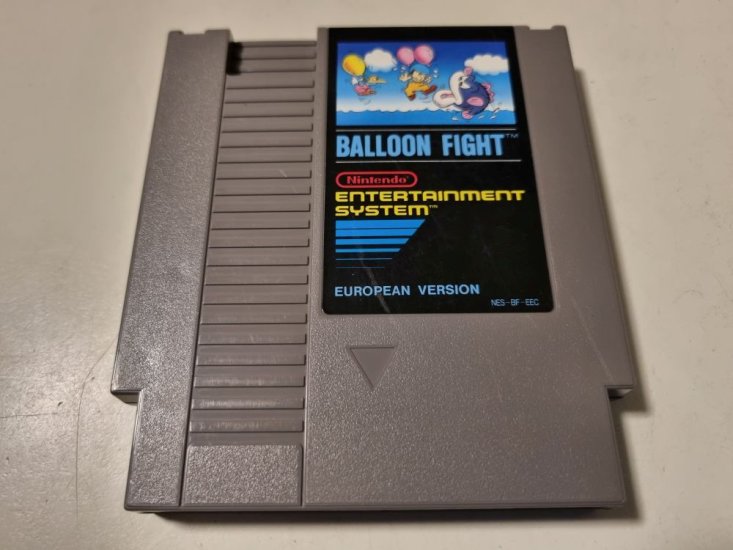 BALLOON FIGHT™
Nintendo®
ENTERTAINMENT
SYSTEM™
EUROPEAN VERSION
NES-BF-EEC